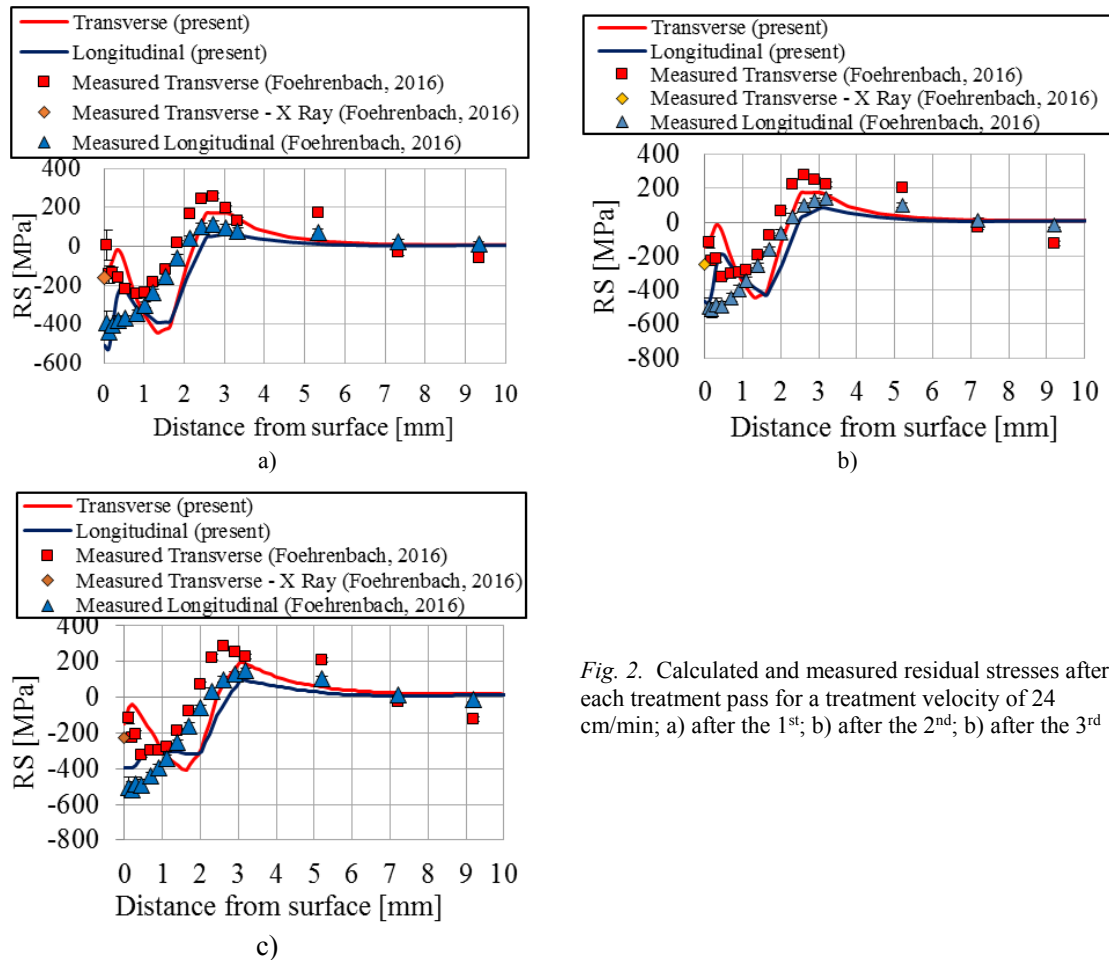 Transverse (present)
Longitudinal (present)
Measured Transverse (Foehrenbach, 2016)
Measured Transverse - X Ray (Foehrenbach, 2016)
Measured Longitudinal (Foehrenbach, 2016)
400
200
0
-200
-400
-600
RS [MPa]
0 1 2 3 4 5 6 7 8 9 10
Distance from surface [mm]
a)
Transverse (present)
Longitudinal (present)
Measured Transverse (Foehrenbach, 2016)
Measured Transverse - X Ray (Foehrenbach, 2016)
Measured Longitudinal (Foehrenbach, 2016)
400
200
0
-200
-400
-600
-800
RS [MPa]
0 1 2 3 4 5 6 7 8 9 10
Distance from surface [mm]
b)
Transverse (present)
Longitudinal (present)
Measured Transverse (Foehrenbach, 2016)
Measured Transverse - X Ray (Foehrenbach, 2016)
Measured Longitudinal (Foehrenbach, 2016)
400
200
0
-200
-400
-600
-800
RS [MPa]
0 1 2 3 4 5 6 7 8 9 10
Distance from surface [mm]
c)
Fig. 2. Calculated and measured residual stresses after
each treatment pass for a treatment velocity of 24
cm/min; a) after the 1st; b) after the 2nd; b) after the 3rd